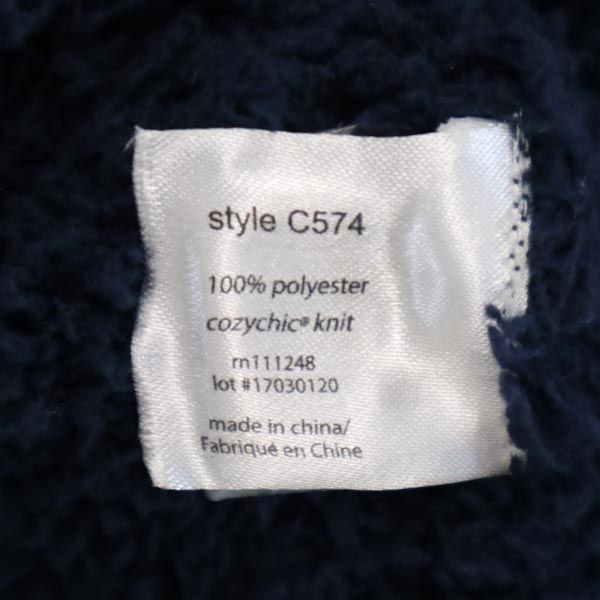 style C574
100% polyester
cozychic® knit
rn111248
lot #17030120
made in china/
Fabriqué en Chine